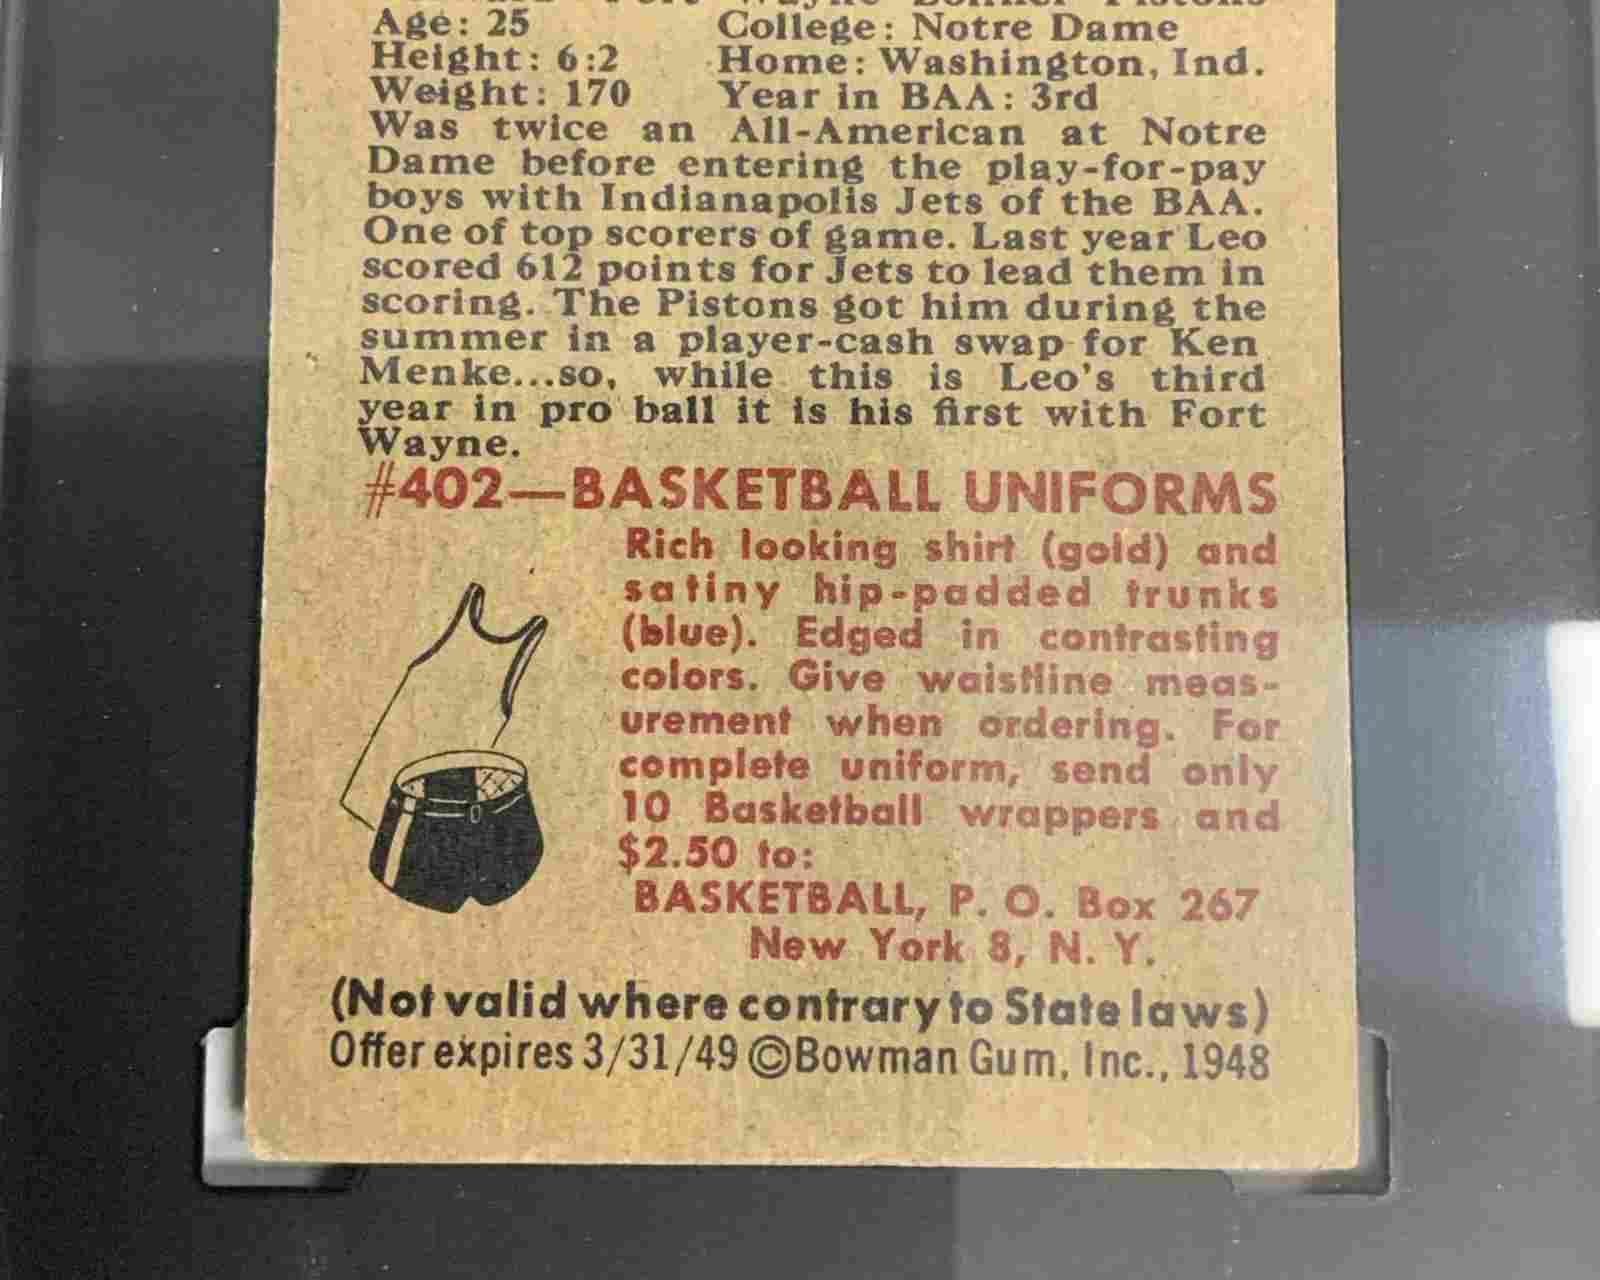 Fort Wayne Zollner Pistons
Age: 25 College: Notre Dame
Height: 6:2 Home: Washington, Ind.
Weight: 170 Year in BAA: 3rd
Was twice an All-American at Notre
Dame before entering the play-for-pay
boys with Indianapolis Jets of the BAA.
One of top scorers of game. Last year Leo
scored 612 points for Jets to lead them in
scoring. The Pistons got him during the
summer in a player-cash swap for Ken
Menke...so, while this is Leo's third
year in pro ball it is his first with Fort
Wayne.
#402—BASKETBALL UNIFORMS
Rich looking shirt (gold) and
satiny hip-padded trunks
(blue). Edged in contrasting
colors. Give waistline meas-
urement when ordering. For
complete uniform, send only
10 Basketball wrappers and
$2.50 to:
BASKETBALL, P. O. Box 267
New York 8, N. Y.
(Not valid where contrary to State laws)
Offer expires 3/31/49 ©Bowman Gum, Inc., 1948